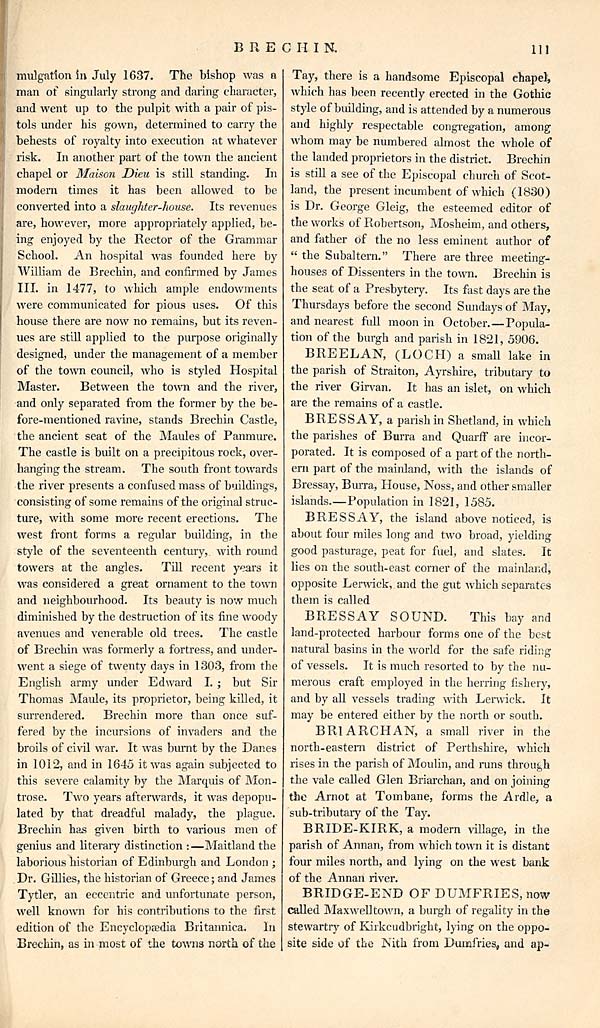 BRECHIN.
111
mulgation in July 1637. The bishop was a
man of singularly strong and daring character,
and went up to the pulpit with a pair of pis-
tols under his gown, determined to carry the
behests of royalty into execution at whatever
risk. In another part of the town the ancient
chapel or Maison Dieu is still standing. In
modern times it has been allowed to be
converted into a slaughter-house. Its revenues
are, however, more appropriately applied, be-
ing enjoyed by the Rector of the Grammar
School. An hospital was founded here by
William de Brechin, and confirmed by James
III. in 1477, to which ample endowments
were communicated for pious uses. Of this
house there are now no remains, but its reven-
ues are still applied to the purpose originally
designed, under the management of a member
of the town council, who is styled Hospital
Master. Between the town and the river,
and only separated from the former by the be-
fore-mentioned ravine, stands Brechin Castle,
the ancient seat of the Maules of Panmure.
The castle is built on a precipitous rock, over-
hanging the stream. The south front towards
the river presents a confused mass of buildings,
consisting of some remains of the original struc-
ture, with some more recent erections. The
west front forms a regular building, in the
style of the seventeenth century, with round
towers at the angles. Till recent years it
was considered a great ornament to the town
and neighbourhood. Its beauty is now much
diminished by the destruction of its fine woody
avenues and venerable old trees. The castle
of Brechin was formerly a fortress, and under-
went a siege of twenty days in 1303, from the
English army under Edward I. ; but Sir
Thomas Maule, its proprietor, being killed, it
surrendered. Brechin more than once suf-
fered by the incursions of invaders and the
broils of civil war. It was burnt by the Danes
in 1012, and in 1645 it was again subjected to
this severe calamity by the Marquis of Mon-
trose. Two years afterwards, it was depopu-
lated by that dreadful malady, the plague.
Brechin has given birth to various men of
genius and literary distinction :—Maitland the
laborious historian of Edinburgh and London ;
Dr. Gillies, the historian of Greece; and James
Tytler, an eccentric and unfortunate person,
well known for his contributions to the first
edition of the Encyclopædia Britannica. In
Brechin, as in most of the towns north of the
Tay, there is a handsome Episcopal chapel,
which has been recently erected in the Gothic
style of building, and is attended by a numerous
and highly respectable congregation, among
whom may be numbered almost the whole of
the landed proprietors in the district. Brechin
is still a see of the Episcopal church of Scot-
land, the present incumbent of which (1830)
is Dr. George Gleig, the esteemed editor of
the works of Robertson, Mosheim, and others,
and father of the no less eminent author of
" the Subaltern." There are three meeting-
houses of Dissenters in the town. Brechin is
the seat of a Presbytery. Its fast days are the
Thursdays before the second Sundays of May,
and nearest full moon in October.—Popula-
tion of the burgh and parish in 1821, 5906.
BREELAN, (LOCH) a small lake in
the parish of Straiton, Ayrshire, tributary to
the river Girvan. It has an islet, on which
are the remains of a castle.
BRESSAY, a parish in Shetland, in which
the parishes of Burra and Quarff are incor-
porated. It is composed of a part of the north-
ern part of the mainland, with the islands of
Bressay, Burra, House, Noss, and other smaller
islands.—Population in 1821, 1585.
BRESSAY, the island above noticed, is
about four miles long and two broad, yielding
good pasturage, peat for fuel, and slates. It
lies on the south-east corner of the mainland,
opposite Lerwick, and the gut which separates
them is called
BRESSAY SOUND. This bay and
land-protected harbour forms one of the best
natural basins in the world for the safe riding
of vessels. It is much resorted to by the nu-
merous craft employed in the herring fishery,
and by all vessels trading with Lerwick. It
may be entered either by the north or south.
BRIARCHAN, a small river in the
north-eastern district of Perthshire, which
rises in the parish of Moulin, and runs through
the vale called Glen Briarchan, and on joining
the Arnot at Tombane, forms the Ardle, a
sub-tributary of the Tay.
BRIDE-KIRK, a modern village, in the
parish of Annan, from which town it is distant
four miles north, and lying on the west bank
of the Annan river.
BRIDGE-END OF DUMFRIES, now
called Maxwelltown, a burgh of regality in the
stewartry of Kirkcudbright, lying on the oppo-
site side of the Nith from Dumfries, and ap-